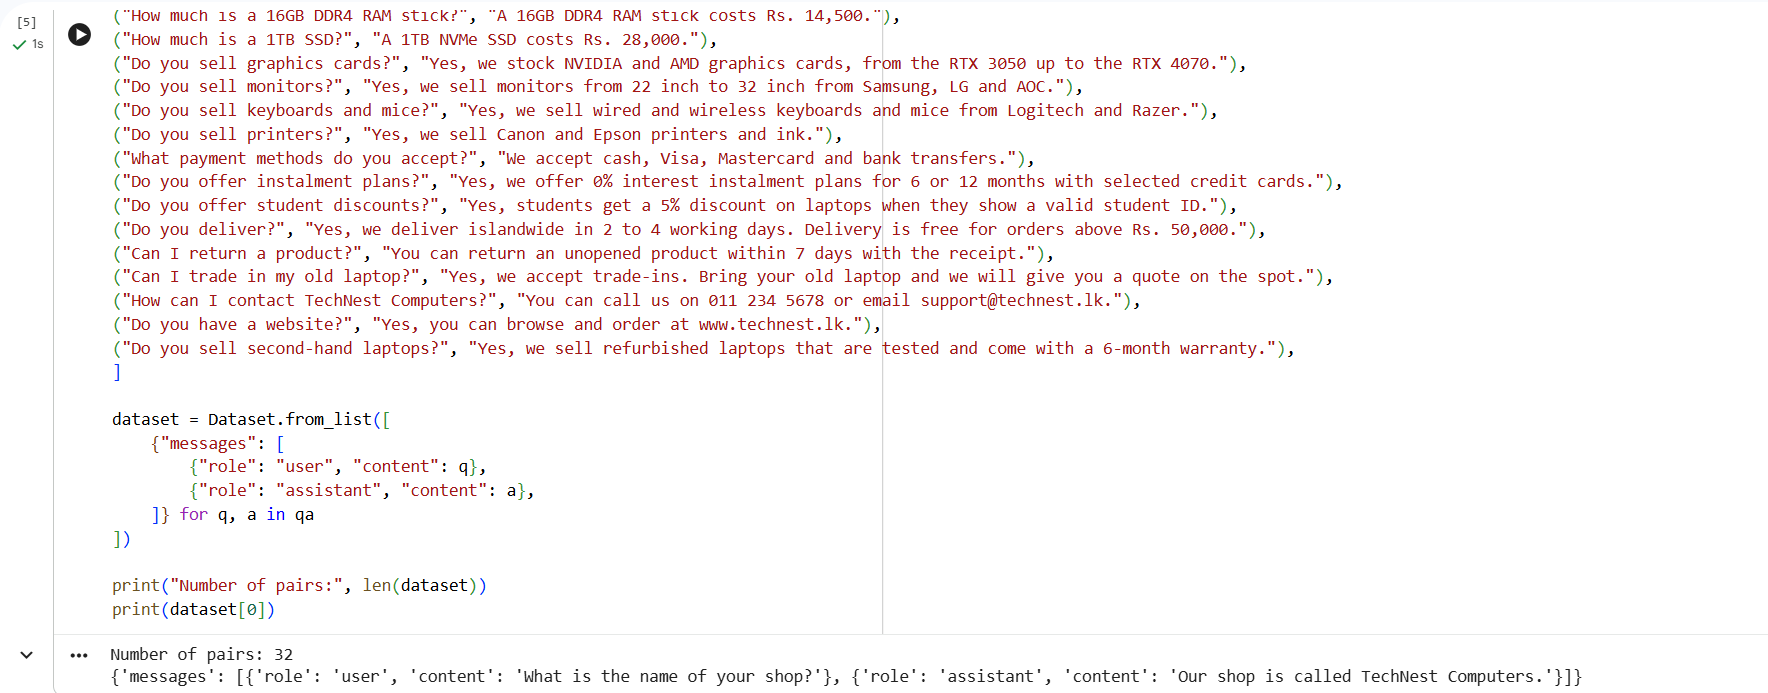 [5]
1s
("How much is a 16GB DDR4 RAM stick?", "A 16GB DDR4 RAM stick costs Rs. 14,500."),
("How much is a 1TB SSD?", "A 1TB NVMe SSD costs Rs. 28,000."),
("Do you sell graphics cards?", "Yes, we stock NVIDIA and AMD graphics cards, from the RTX 3050 up to the RTX 4070."),
("Do you sell monitors?", "Yes, we sell monitors from 22 inch to 32 inch from Samsung, LG and AOC."),
("Do you sell keyboards and mice?", "Yes, we sell wired and wireless keyboards and mice from Logitech and Razer."),
("Do you sell printers?", "Yes, we sell Canon and Epson printers and ink."),
("What payment methods do you accept?", "We accept cash, Visa, Mastercard and bank transfers."),
("Do you offer instalment plans?", "Yes, we offer 0% interest instalment plans for 6 or 12 months with selected credit cards."),
("Do you offer student discounts?", "Yes, students get a 5% discount on laptops when they show a valid student ID."),
("Do you deliver?", "Yes, we deliver islandwide in 2 to 4 working days. Delivery is free for orders above Rs. 50,000."),
("Can I return a product?", "You can return an unopened product within 7 days with the receipt."),
("Can I trade in my old laptop?", "Yes, we accept trade-ins. Bring your old laptop and we will give you a quote on the spot."),
("How can I contact TechNest Computers?", "You can call us on 011 234 5678 or email support@technest.lk."),
("Do you have a website?", "Yes, you can browse and order at www.technest.lk."),
("Do you sell second-hand laptops?", "Yes, we sell refurbished laptops that are tested and come with a 6-month warranty."),
]
dataset = Dataset.from_list([
    {"messages": [
        {"role": "user", "content": q},
        {"role": "assistant", "content": a},
    ]} for q, a in qa
])
print("Number of pairs:", len(dataset))
print(dataset[0])
Number of pairs: 32
{'messages': [{'role': 'user', 'content': 'What is the name of your shop?'}, {'role': 'assistant', 'content': 'Our shop is called TechNest Computers.'}]}